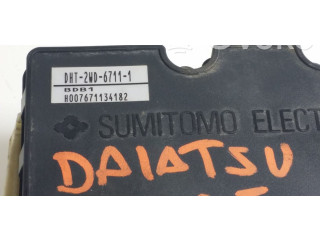 DHT-2WD-6711-1
BDB1
H007671134182
SUMITOMO ELECT
DAIATSU